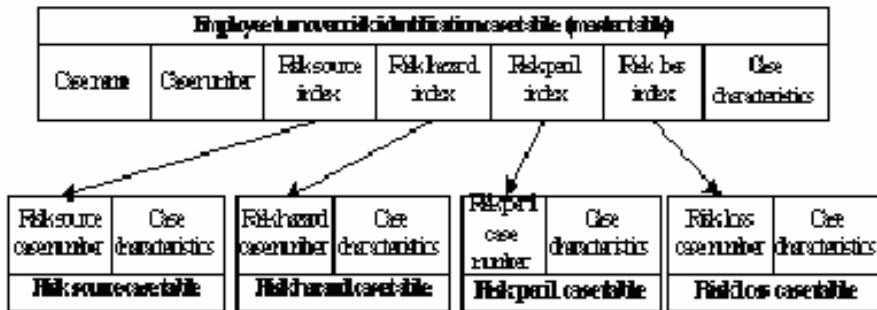 Employee turnover risk identification case table (master table)
Case name
Case number
Risk source
index
Risk hazard
index
Risk peril
index
Risk loss
index
Case
characteristics
Risk source
case number
Case
characteristics
Risk source case table
Risk hazard
case number
Case
characteristics
Risk hazard case table
Risk peril
case
number
Case
characteristics
Risk peril case table
Risk loss
case number
Case
characteristics
Risk loss case table